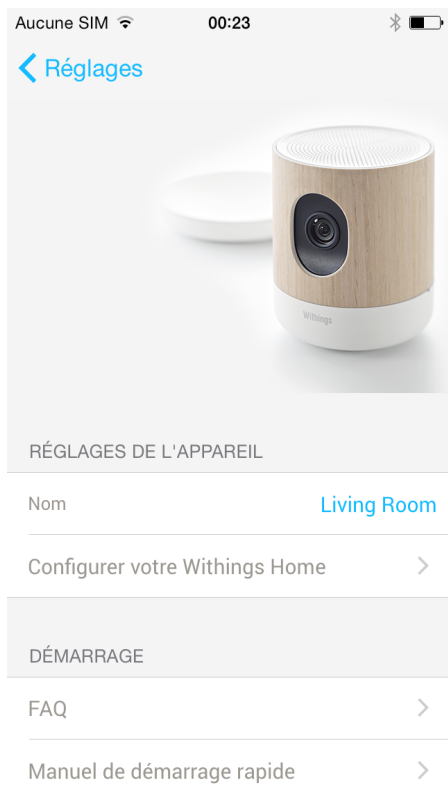 Aucune SIM 00:23
Réglages
Withings
RÉGLAGES DE L'APPAREIL
Nom Living Room
Configurer votre Withings Home
DÉMARRAGE
FAQ
Manuel de démarrage rapide